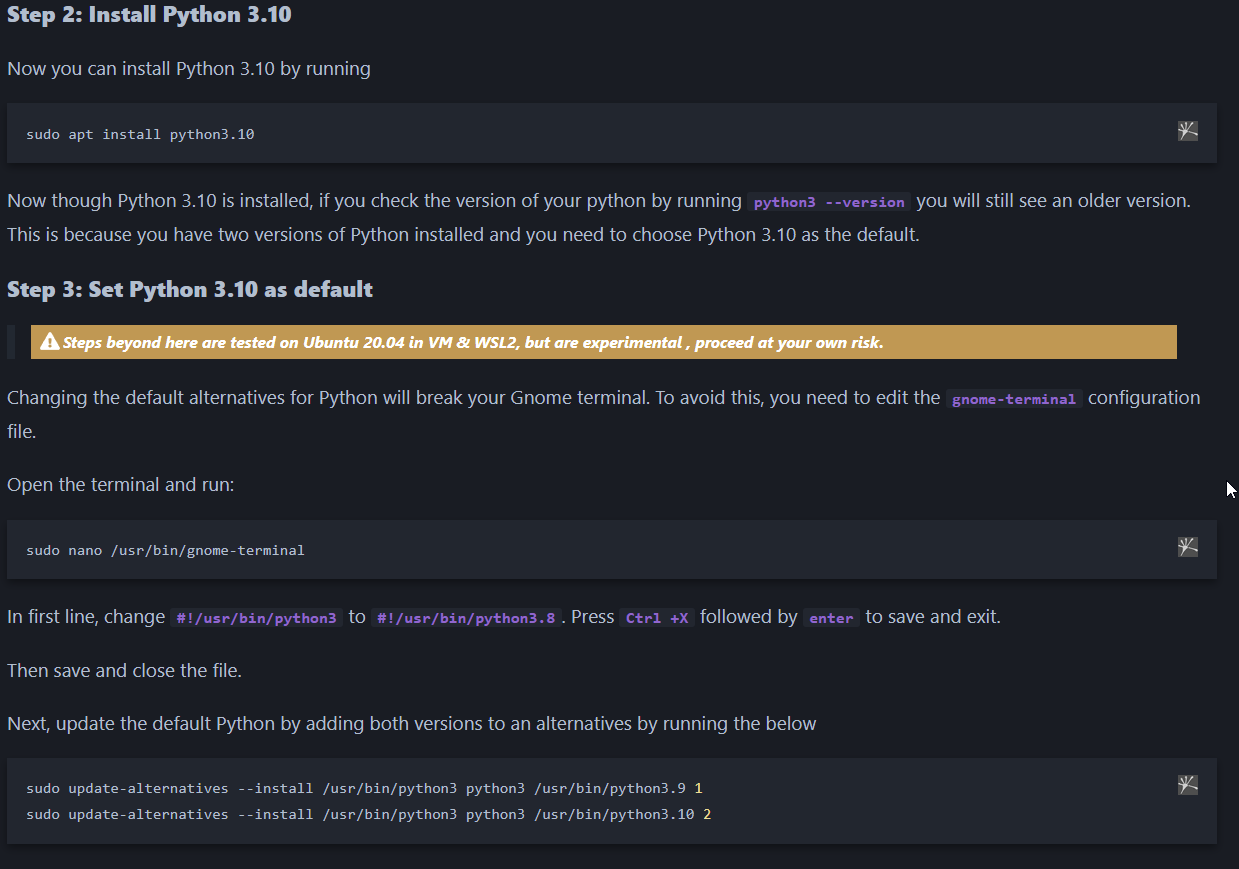 Step 2: Install Python 3.10
Now you can install Python 3.10 by running
sudo apt install python3.10
Now though Python 3.10 is installed, if you check the version of your python by running python3 --version you will still see an older version.
This is because you have two versions of Python installed and you need to choose Python 3.10 as the default.
Step 3: Set Python 3.10 as default
Steps beyond here are tested on Ubuntu 20.04 in VM & WSL2, but are experimental , proceed at your own risk.
Changing the default alternatives for Python will break your Gnome terminal. To avoid this, you need to edit the gnome-terminal configuration
file.
Open the terminal and run:
sudo nano /usr/bin/gnome-terminal
In first line, change #!/usr/bin/python3 to #!/usr/bin/python3.8 . Press Ctrl +X followed by enter to save and exit.
Then save and close the file.
Next, update the default Python by adding both versions to an alternatives by running the below
sudo update-alternatives --install /usr/bin/python3 python3 /usr/bin/python3.9 1
sudo update-alternatives --install /usr/bin/python3 python3 /usr/bin/python3.10 2